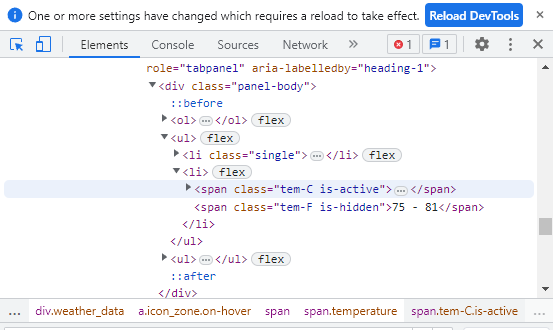 One or more settings have changed which requires a reload to take effect. Reload DevTools
Elements Console Sources Network » 1 1
role="tabpanel" aria-labelledby="heading-1">
<div class="panel-body">
::before
<ol>…</ol> flex
<ul> flex
<li class="single">…</li> flex
<li> flex
<span class="tem-C is-active">…</span>
<span class="tem-F is-hidden">75 - 81</span>
</li>
</ul>
<ul>…</ul> flex
::after
</div>
… div.weather_data a.icon_zone.on-hover span span.temperature span.tem-C.is-active …